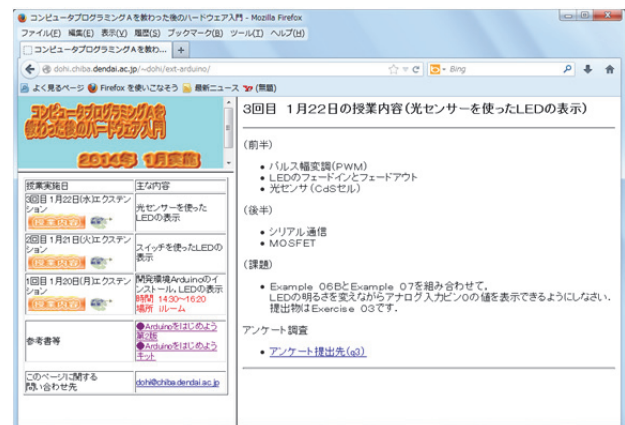 コンピュータプログラミングAを教わった後のハードウェア入門 - Mozilla Firefox
ファイル(F) 編集(E) 表示(V) 履歴(S) ブックマーク(B) ツール(T) ヘルプ(H)
コンピュータプログラミングAを教わ... +
dohi.chiba.dendai.ac.jp/~dohi/ext-arduino/
Bing
よく見るページ Firefox を使いこなそう 最新ニュース (無題)
コンピュータプログラミングAを
教わった後のハードウェア入門
2014年 1月実施
授業実施日 主な内容
3回目 1月22日(水)エクステンション
授業内容
光センサーを使った
LEDの表示
2回目 1月21日(火)エクステンション
授業内容
スイッチを使ったLEDの
表示
1回目 1月20日(月)エクステンション
授業内容
開発環境Arduinoのイ
ンストール，LEDの表示
時間 14:30~16:20
場所
参考書等
●Arduinoをはじめよう
第2版
●Arduinoをはじめよう
キット
このページに関する
問い合わせ先
dohi@chiba.dendai.ac.jp
3回目 1月22日の授業内容(光センサーを使ったLEDの表示)
(前半)
• パルス幅変調(PWM)
• LEDのフェードインとフェードアウト
• 光センサ(CdSセル)
(後半)
• シリアル通信
• MOSFET
(課題)
• Example 06BとExample 07を組み合わせて，
LEDの明るさを変えながらアナログ入力ピン0の値を表示できるようにしなさい．
提出物はExercise 03です．
アンケート調査
• アンケート提出先(q3)